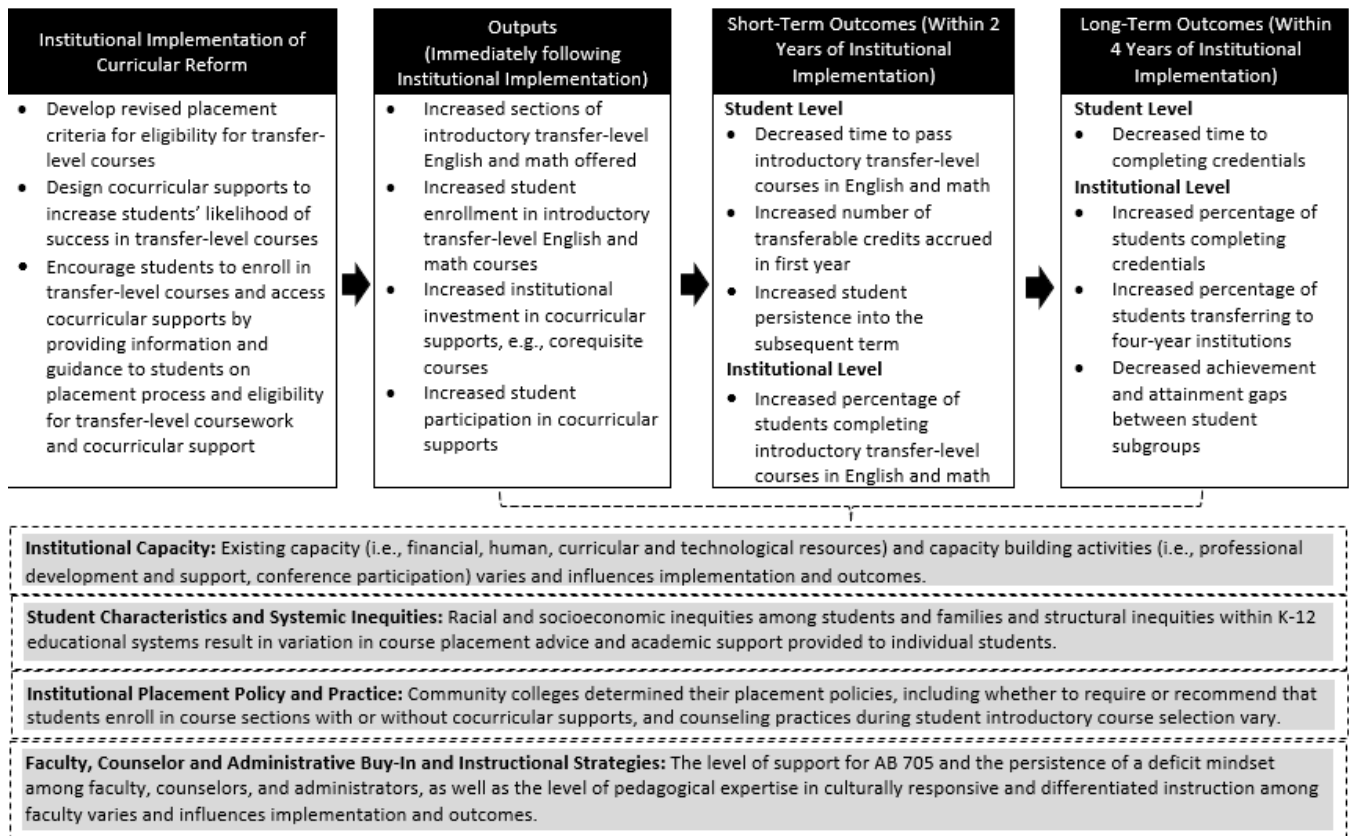 Institutional Implementation of
Curricular Reform
Develop revised placement
criteria for eligibility for transfer-
level courses
Design cocurricular supports to
increase students’ likelihood of
success in transfer-level courses
Encourage students to enroll in
transfer-level courses and access
cocurricular supports by
providing information and
guidance to students on
placement process and eligibility
for transfer-level coursework
and cocurricular support
Outputs
(Immediately following
Institutional Implementation)
Increased sections of
introductory transfer-level
English and math offered
Increased student
enrollment in introductory
transfer-level English and
math courses
Increased institutional
investment in cocurricular
supports, e.g., corequisite
courses
Increased student
participation in cocurricular
supports
Short-Term Outcomes (Within 2
Years of Institutional
Implementation)
Student Level
Decreased time to pass
introductory transfer-level
courses in English and math
Increased number of
transferable credits accrued
in first year
Increased student
persistence into the
subsequent term
Institutional Level
Increased percentage of
students completing
introductory transfer-level
courses in English and math
Long-Term Outcomes (Within
4 Years of Institutional
Implementation)
Student Level
Decreased time to
completing credentials
Institutional Level
Increased percentage of
students completing
credentials
Increased percentage of
students transferring to
four-year institutions
Decreased achievement
and attainment gaps
between student
subgroups
Institutional Capacity: Existing capacity (i.e., financial, human, curricular and technological resources) and capacity building activities (i.e., professional
development and support, conference participation) varies and influences implementation and outcomes.
Student Characteristics and Systemic Inequities: Racial and socioeconomic inequities among students and families and structural inequities within K-12
educational systems result in variation in course placement advice and academic support provided to individual students.
Institutional Placement Policy and Practice: Community colleges determined their placement policies, including whether to require or recommend that
students enroll in course sections with or without cocurricular supports, and counseling practices during student introductory course selection vary.
Faculty, Counselor and Administrative Buy-In and Instructional Strategies: The level of support for AB 705 and the persistence of a deficit mindset
among faculty, counselors, and administrators, as well as the level of pedagogical expertise in culturally responsive and differentiated instruction among
faculty varies and influences implementation and outcomes.